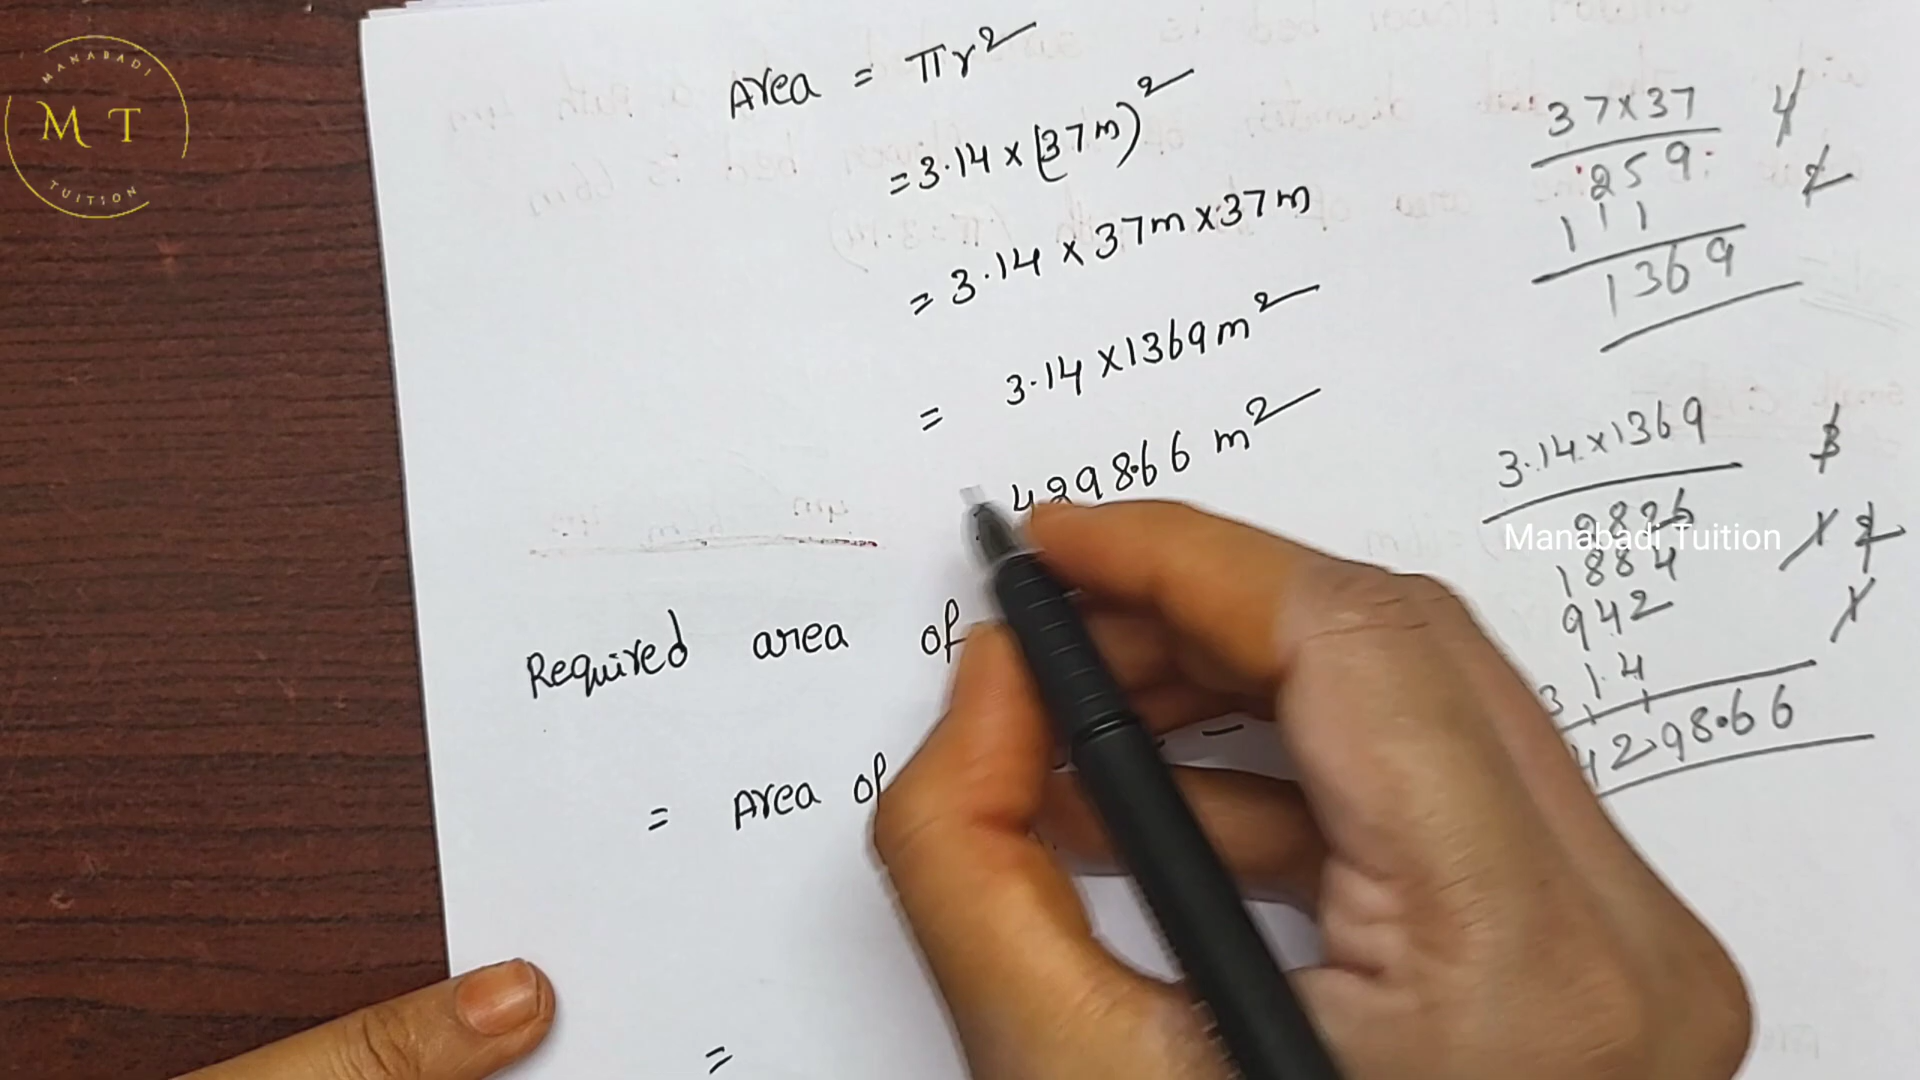 MANABADI
M T
TUITION
Area = πr²
= 3.14 × (37m)²
= 3.14 × 37m × 37m
= 3.14 × 1369 m²
4298.66 m²
Required area of
= Area of
=
37×37
259
111
1369
3.14×1369
Manabadi Tuition
1884
942
314
4298.66